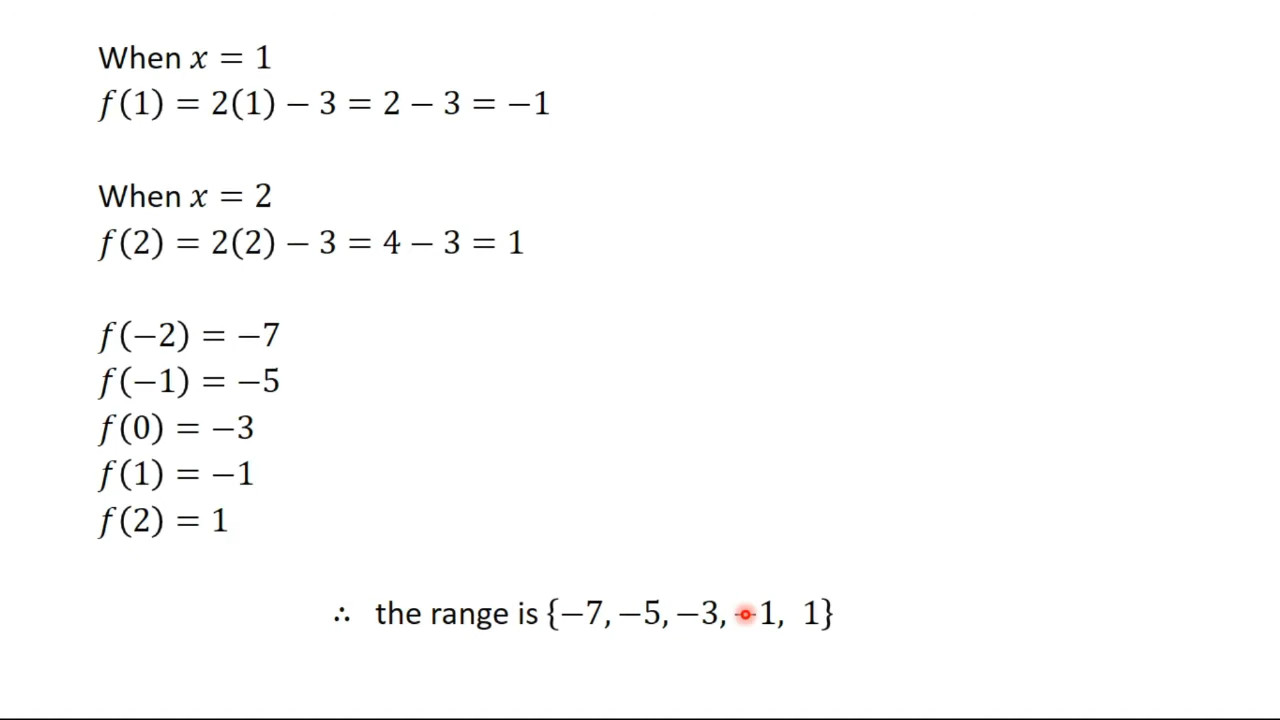 When x = 1
f(1) = 2(1) − 3 = 2 − 3 = −1
When x = 2
f(2) = 2(2) − 3 = 4 − 3 = 1
f(−2) = −7
f(−1) = −5
f(0) = −3
f(1) = −1
f(2) = 1
∴ the range is {−7, −5, −3, −1, 1}